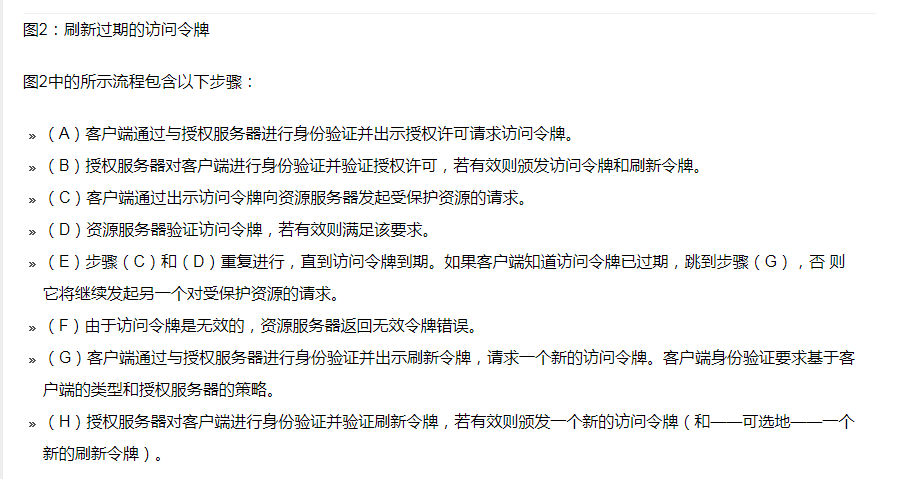 图2：刷新过期的访问令牌
图2中的所示流程包含以下步骤：
» （A）客户端通过与授权服务器进行身份验证并出示授权许可请求访问令牌。
» （B）授权服务器对客户端进行身份验证并验证授权许可，若有效则颁发访问令牌和刷新令牌。
» （C）客户端通过出示访问令牌向资源服务器发起受保护资源的请求。
» （D）资源服务器验证访问令牌，若有效则满足该要求。
» （E）步骤（C）和（D）重复进行，直到访问令牌到期。如果客户端知道访问令牌已过期，跳到步骤（G），否 则
它将继续发起另一个对受保护资源的请求。
» （F）由于访问令牌是无效的，资源服务器返回无效令牌错误。
» （G）客户端通过与授权服务器进行身份验证并出示刷新令牌，请求一个新的访问令牌。客户端身份验证要求基于客
户端的类型和授权服务器的策略。
» （H）授权服务器对客户端进行身份验证并验证刷新令牌，若有效则颁发一个新的访问令牌（和——可选地——一个
新的刷新令牌）。